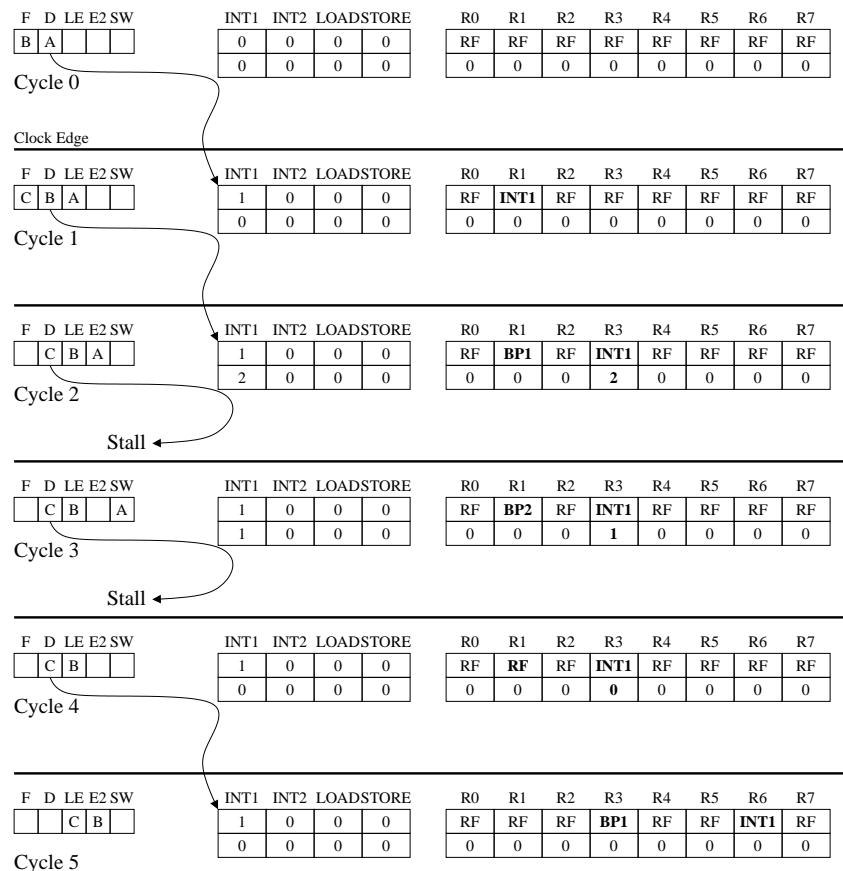 F D LE E2 SW INT1 INT2 LOAD STORE R0 R1 R2 R3 R4 R5 R6 R7
B A 0 0 0 0 RF RF RF RF RF RF RF RF
0 0 0 0 0 0 0 0 0 0 0 0
Cycle 0
Clock Edge
F D LE E2 SW INT1 INT2 LOAD STORE R0 R1 R2 R3 R4 R5 R6 R7
C B A 1 0 0 0 RF INT1 RF RF RF RF RF RF
0 0 0 0 0 0 0 0 0 0 0 0
Cycle 1
F D LE E2 SW INT1 INT2 LOAD STORE R0 R1 R2 R3 R4 R5 R6 R7
C B A 1 0 0 0 RF BP1 RF INT1 RF RF RF RF
2 0 0 0 0 0 0 2 0 0 0 0
Cycle 2
Stall
F D LE E2 SW INT1 INT2 LOAD STORE R0 R1 R2 R3 R4 R5 R6 R7
C B A 1 0 0 0 RF BP2 RF INT1 RF RF RF RF
1 0 0 0 0 0 0 1 0 0 0 0
Cycle 3
Stall
F D LE E2 SW INT1 INT2 LOAD STORE R0 R1 R2 R3 R4 R5 R6 R7
C B 1 0 0 0 RF RF RF INT1 RF RF RF RF
0 0 0 0 0 0 0 0 0 0 0 0
Cycle 4
F D LE E2 SW INT1 INT2 LOAD STORE R0 R1 R2 R3 R4 R5 R6 R7
C B 1 0 0 0 RF RF RF BP1 RF RF INT1 RF
0 0 0 0 0 0 0 0 0 0 0 0
Cycle 5